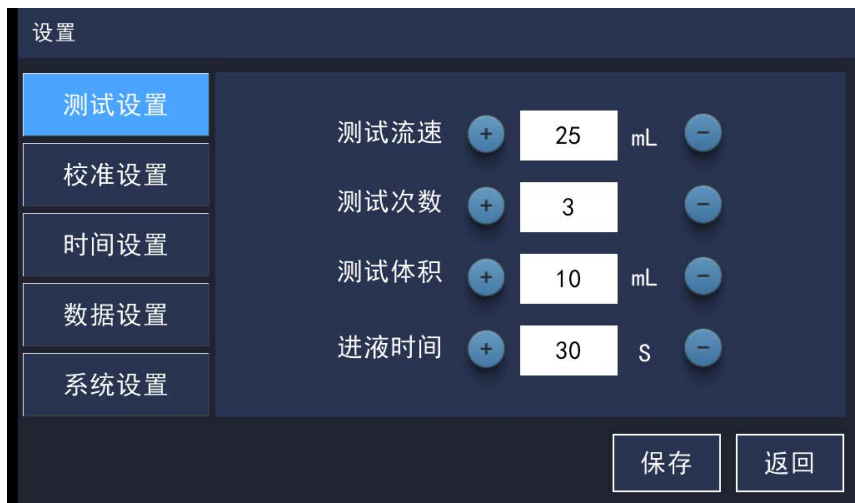 设置
测试设置
校准设置
时间设置
数据设置
系统设置
测试流速 + 25 mL −
测试次数 + 3 −
测试体积 + 10 mL −
进液时间 + 30 S −
保存 返回